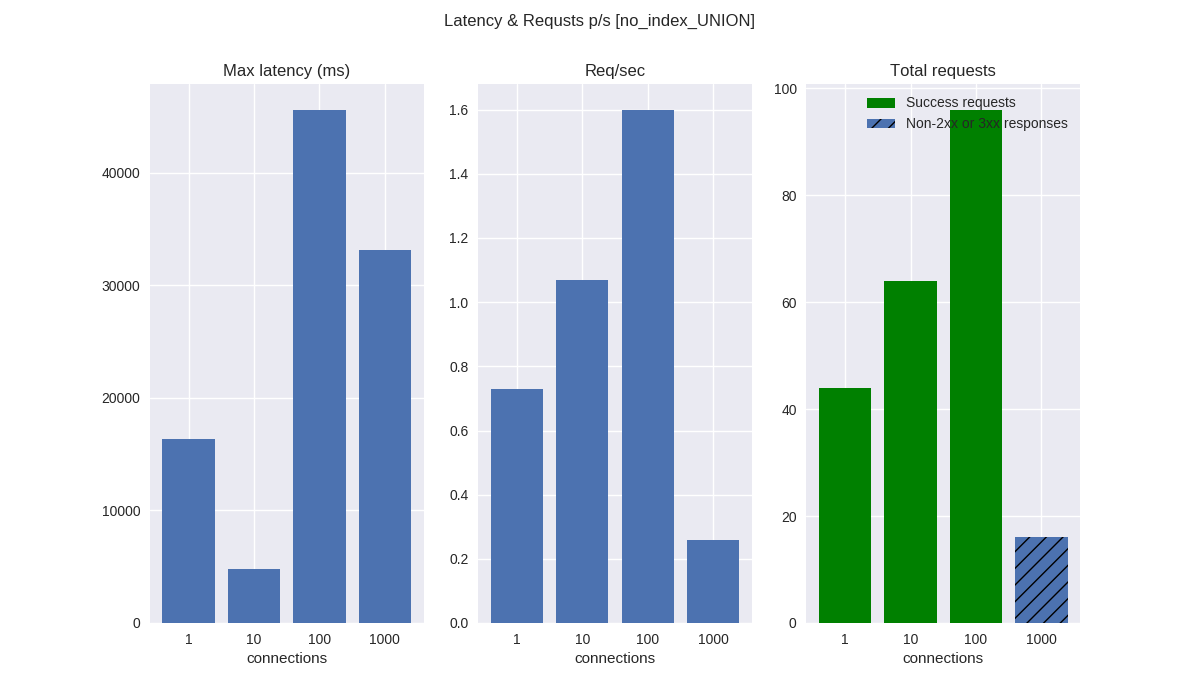 Latency & Requsts p/s [no_index_UNION]
Max latency (ms)
40000
30000
20000
10000
0
1 10 100 1000
connections
Req/sec
1.6
1.4
1.2
1.0
0.8
0.6
0.4
0.2
0.0
1 10 100 1000
connections
Total requests
100
80
60
40
20
0
Success requests
Non-2xx or 3xx responses
1 10 100 1000
connections